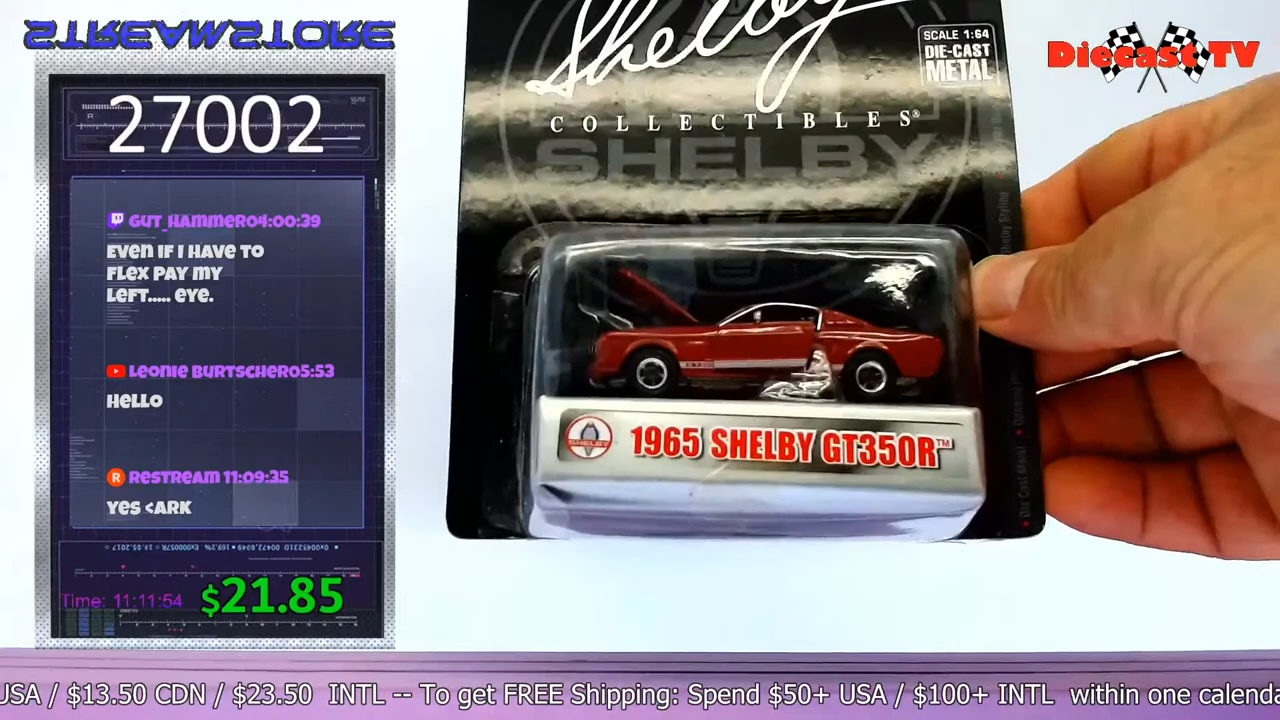 STREAMSTORE
27002
GUT_HAMMER04:00:39
EVEN IF I HAVE TO
FLEX PAY MY
LEFT..... EYE.
LEONIE BURTSCHER05:53
HELLO
RESTREAM 11:09:35
YES <ARK
Time: 11:11:54
$21.85
Shelby
COLLECTIBLES®
SHELBY
SCALE 1:64
DIE-CAST
METAL
Diecast TV
SHELBY
1965 SHELBY GT350R™
USA / $13.50 CDN / $23.50 INTL -- To get FREE Shipping: Spend $50+ USA / $100+ INTL within one calenda